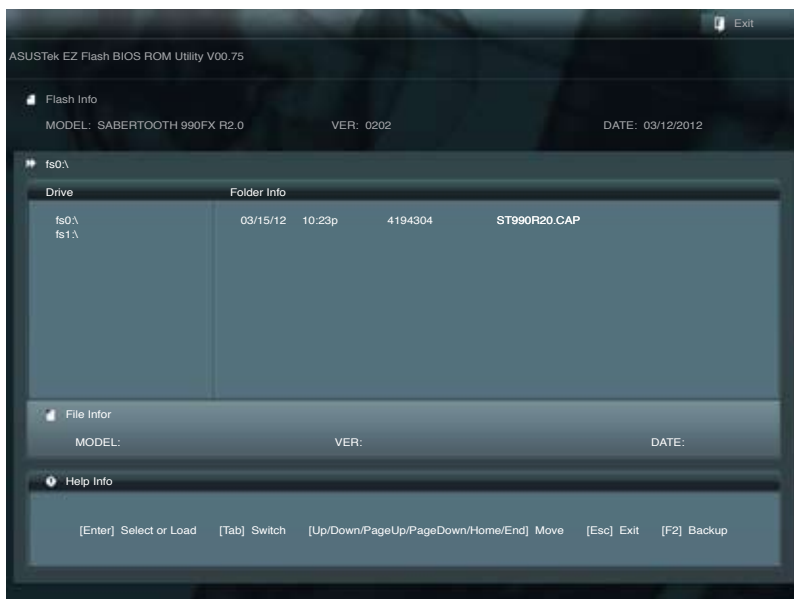 Exit
ASUSTek EZ Flash BIOS ROM Utility V00.75
Flash Info
MODEL: SABERTOOTH 990FX R2.0 VER: 0202 DATE: 03/12/2012
fs0:\
Drive Folder Info
fs0:\ 03/15/12 10:23p 4194304 ST990R20.CAP
fs1:\
File Infor
MODEL: VER: DATE:
Help Info
[Enter] Select or Load [Tab] Switch [Up/Down/PageUp/PageDown/Home/End] Move [Esc] Exit [F2] Backup